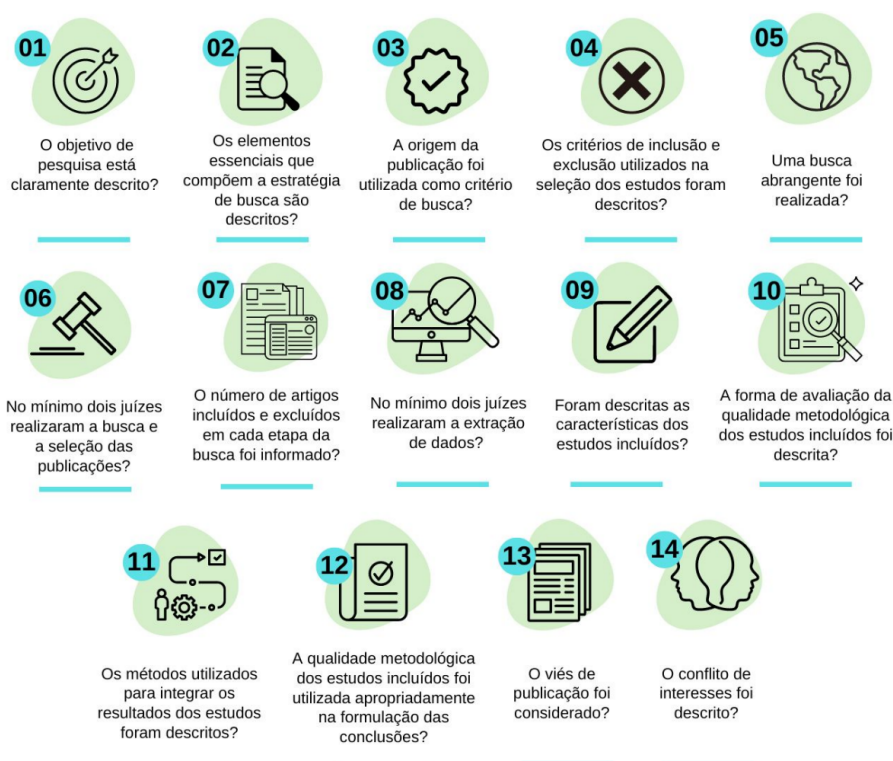 01
O objetivo de
pesquisa está
claramente descrito?
02
Os elementos
essenciais que
compõem a estratégia
de busca são
descritos?
03
A origem da
publicação foi
utilizada como critério
de busca?
04
Os critérios de inclusão e
exclusão utilizados na
seleção dos estudos foram
descritos?
05
Uma busca
abrangente foi
realizada?
06
No mínimo dois juízes
realizaram a busca e
a seleção das
publicações?
07
O número de artigos
incluídos e excluídos
em cada etapa da
busca foi informado?
08
No mínimo dois juízes
realizaram a extração
de dados?
09
Foram descritas as
características dos
estudos incluídos?
10
A forma de avaliação da
qualidade metodológica
dos estudos incluídos foi
descrita?
11
Os métodos utilizados
para integrar os
resultados dos estudos
foram descritos?
12
A qualidade metodológica
dos estudos incluídos foi
utilizada apropriadamente
na formulação das
conclusões?
13
O viés de
publicação foi
considerado?
14
O conflito de
interesses foi
descrito?